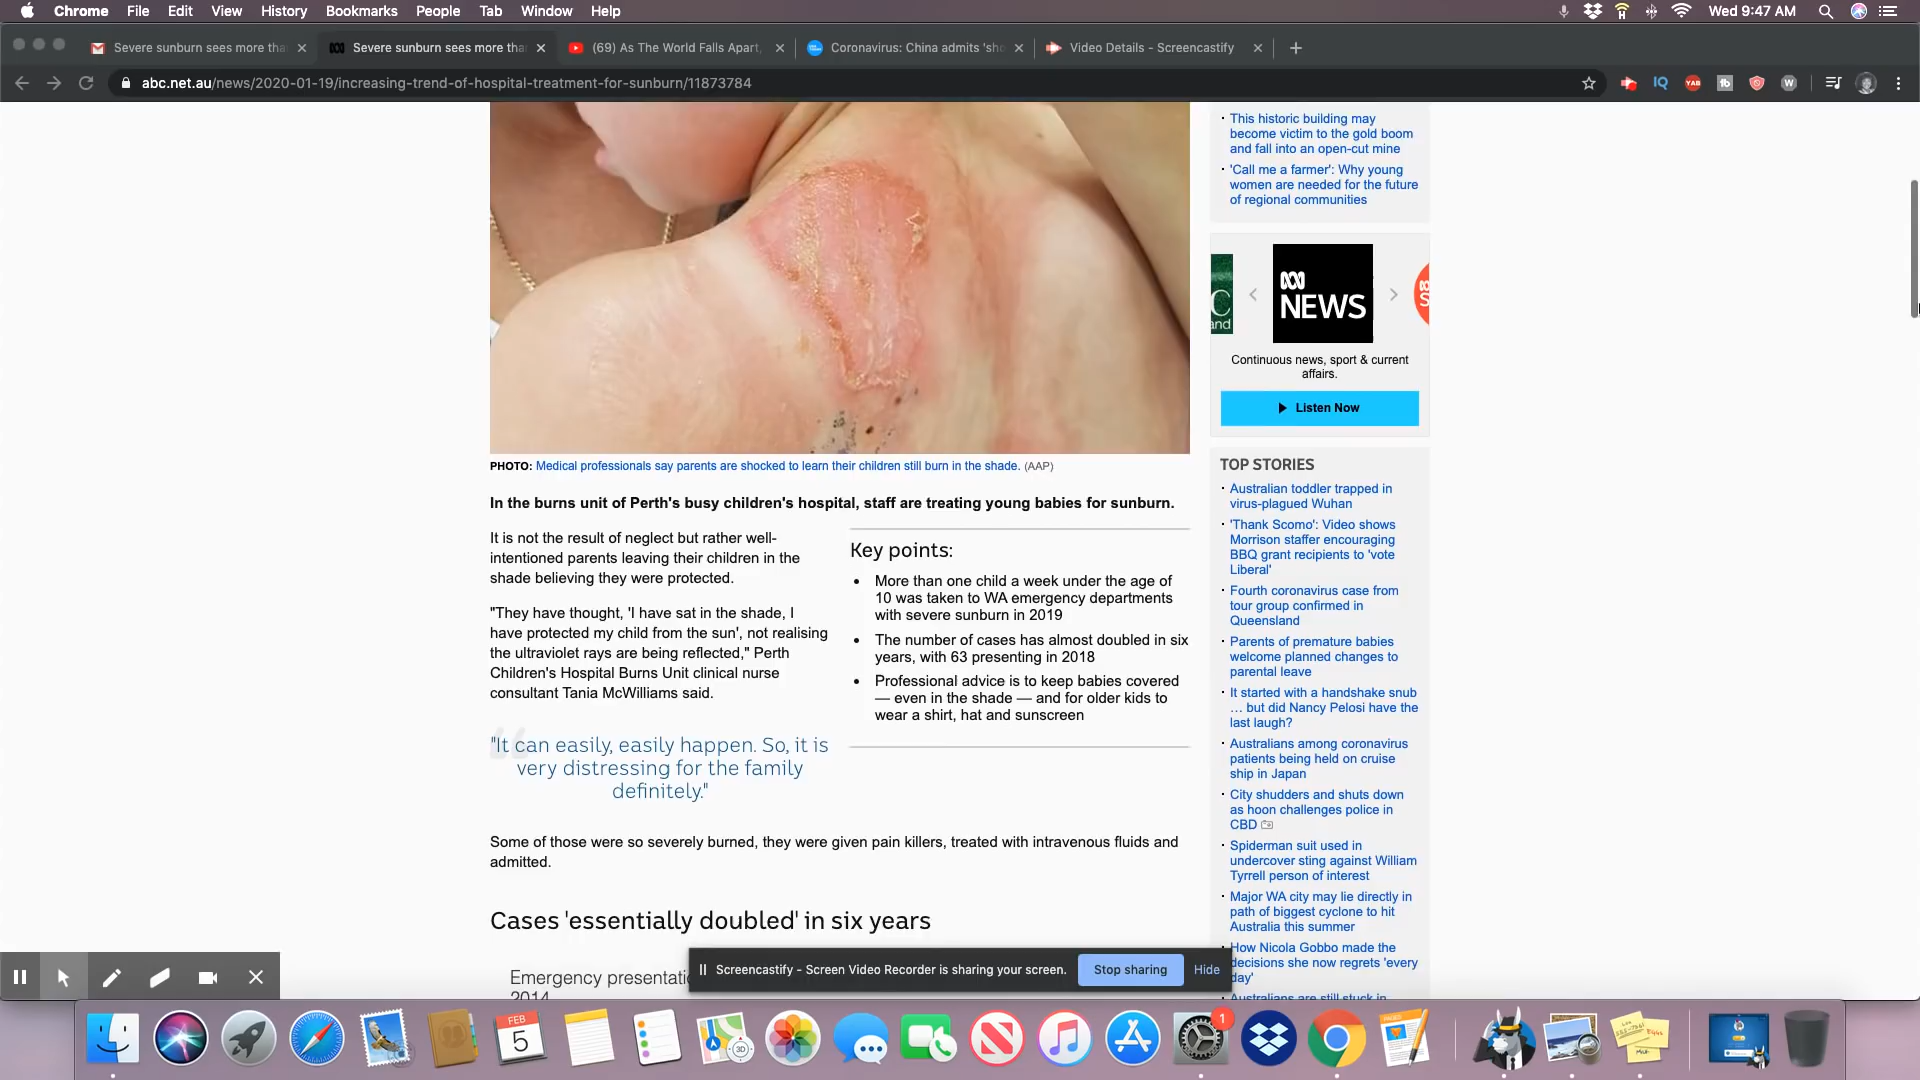 Chrome File Edit View History Bookmarks People Tab Window Help
Wed 9:47 AM
Severe sunburn sees more tha
Severe sunburn sees more tha
(69) As The World Falls Apart,
Coronavirus: China admits 'sho
Video Details - Screencastify
abc.net.au/news/2020-01-19/increasing-trend-of-hospital-treatment-for-sunburn/11873784
PHOTO: Medical professionals say parents are shocked to learn their children still burn in the shade. (AAP)
In the burns unit of Perth's busy children's hospital, staff are treating young babies for sunburn.
It is not the result of neglect but rather well-
intentioned parents leaving their children in the
shade believing they were protected.
"They have thought, 'I have sat in the shade, I
have protected my child from the sun', not realising
the ultraviolet rays are being reflected," Perth
Children's Hospital Burns Unit clinical nurse
consultant Tania McWilliams said.
"It can easily, easily happen. So, it is
very distressing for the family
definitely."
Key points:
More than one child a week under the age of
10 was taken to WA emergency departments
with severe sunburn in 2019
The number of cases has almost doubled in six
years, with 63 presenting in 2018
Professional advice is to keep babies covered
— even in the shade — and for older kids to
wear a shirt, hat and sunscreen
Some of those were so severely burned, they were given pain killers, treated with intravenous fluids and
admitted.
Cases 'essentially doubled' in six years
Emergency presentati
2014
This historic building may
become victim to the gold boom
and fall into an open-cut mine
'Call me a farmer': Why young
women are needed for the future
of regional communities
NEWS
Continuous news, sport & current
affairs.
Listen Now
TOP STORIES
Australian toddler trapped in
virus-plagued Wuhan
'Thank Scomo': Video shows
Morrison staffer encouraging
BBQ grant recipients to 'vote
Liberal'
Fourth coronavirus case from
tour group confirmed in
Queensland
Parents of premature babies
welcome planned changes to
parental leave
It started with a handshake snub
… but did Nancy Pelosi have the
last laugh?
Australians among coronavirus
patients being held on cruise
ship in Japan
City shudders and shuts down
as hoon challenges police in
CBD
Spiderman suit used in
undercover sting against William
Tyrrell person of interest
Major WA city may lie directly in
path of biggest cyclone to hit
Australia this summer
How Nicola Gobbo made the
decisions she now regrets 'every
day'
Australians are still stuck in
Screencastify - Screen Video Recorder is sharing your screen.
Stop sharing
Hide
FEB
5
3D
1